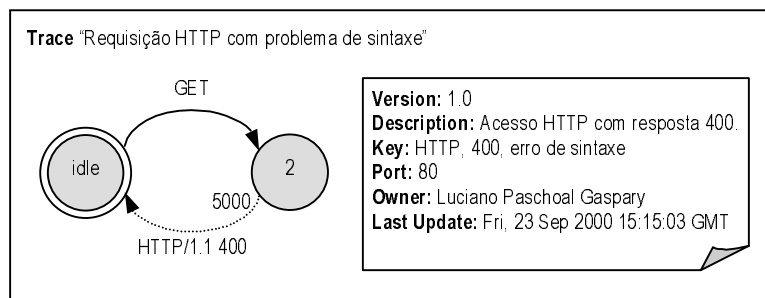 Trace “Requisição HTTP com problema de sintaxe”
GET
idle
2
5000
HTTP/1.1 400
Version: 1.0
Description: Acesso HTTP com resposta 400.
Key: HTTP, 400, erro de sintaxe
Port: 80
Owner: Luciano Paschoal Gaspary
Last Update: Fri, 23 Sep 2000 15:15:03 GMT